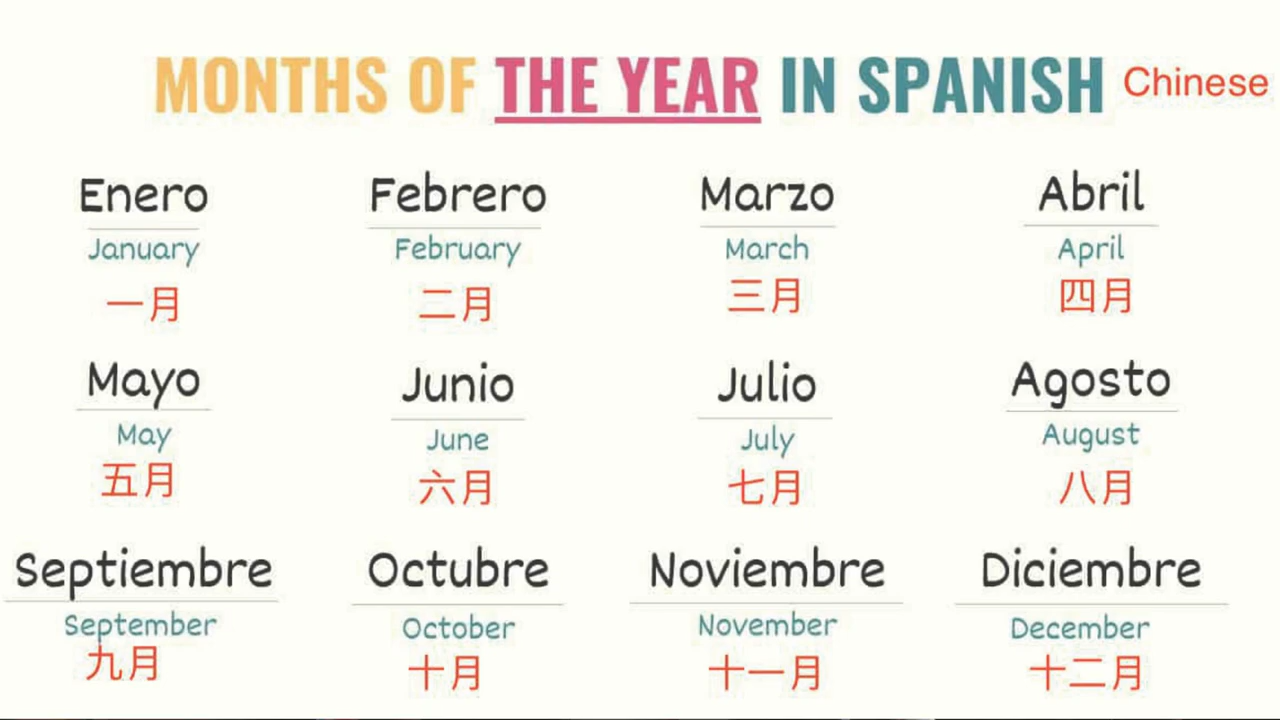 MONTHS OF THE YEAR IN SPANISH Chinese
Enero Febrero Marzo Abril
January February March April
一月 二月 三月 四月
Mayo Junio Julio Agosto
May June July August
五月 六月 七月 八月
Septiembre Octubre Noviembre Diciembre
September October November December
九月 十月 十一月 十二月